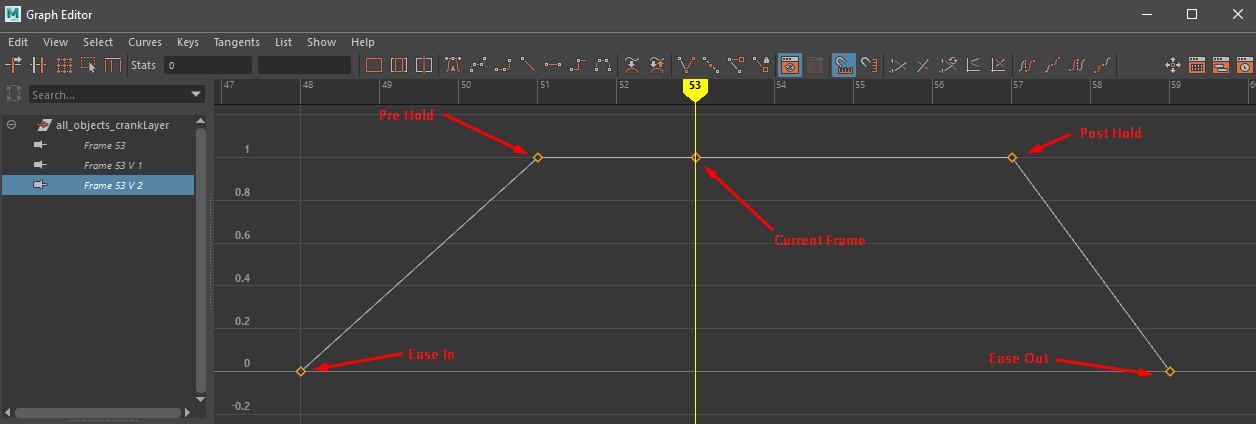 M Graph Editor
Edit View Select Curves Keys Tangents List Show Help
Stats 0
Search...
47 48 49 50 51 52 53 54 55 56 57 58 59 60
all_objects_crankLayer
Frame 53
Frame 53 V 1
Frame 53 V 2
Pre Hold
Post Hold
1
0.8
0.6
Current Frame
0.4
0.2
Ease In
Ease Out
0
-0.2